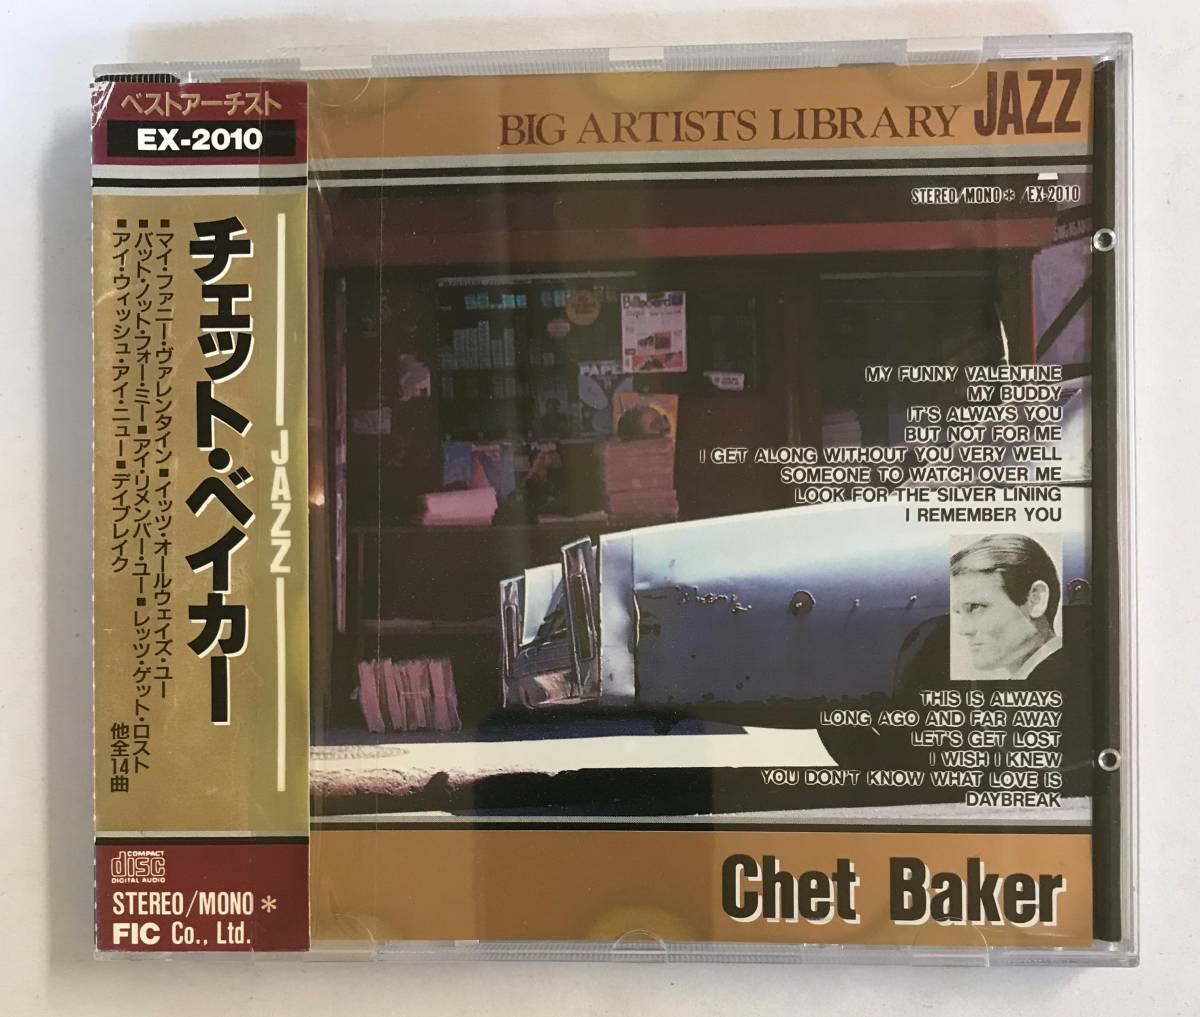 ベストアーチスト
EX-2010
チェット・ベイカー
JAZZ
■マイ・ファニー・ヴァレンタイン■イッツ・オールウェイズ・ユー
■バット・ノット・フォー・ミー■アイ・リメンバー・ユー■レッツ・ゲット・ロスト
■アイ・ウィッシュ・アイ・ニュー■デイブレイク
他全14曲
COMPACT
disc
DIGITAL AUDIO
STEREO/MONO*
FIC Co., Ltd.
BIG ARTISTS LIBRARY JAZZ
STEREO/MONO* /EX-2010
Billboard
PAPE
MY FUNNY VALENTINE
MY BUDDY
IT'S ALWAYS YOU
BUT NOT FOR ME
I GET ALONG WITHOUT YOU VERY WELL
SOMEONE TO WATCH OVER ME
LOOK FOR THE SILVER LINING
I REMEMBER YOU
THIS IS ALWAYS
LONG AGO AND FAR AWAY
LET'S GET LOST
I WISH I KNEW
YOU DON'T KNOW WHAT LOVE IS
DAYBREAK
Chet Baker